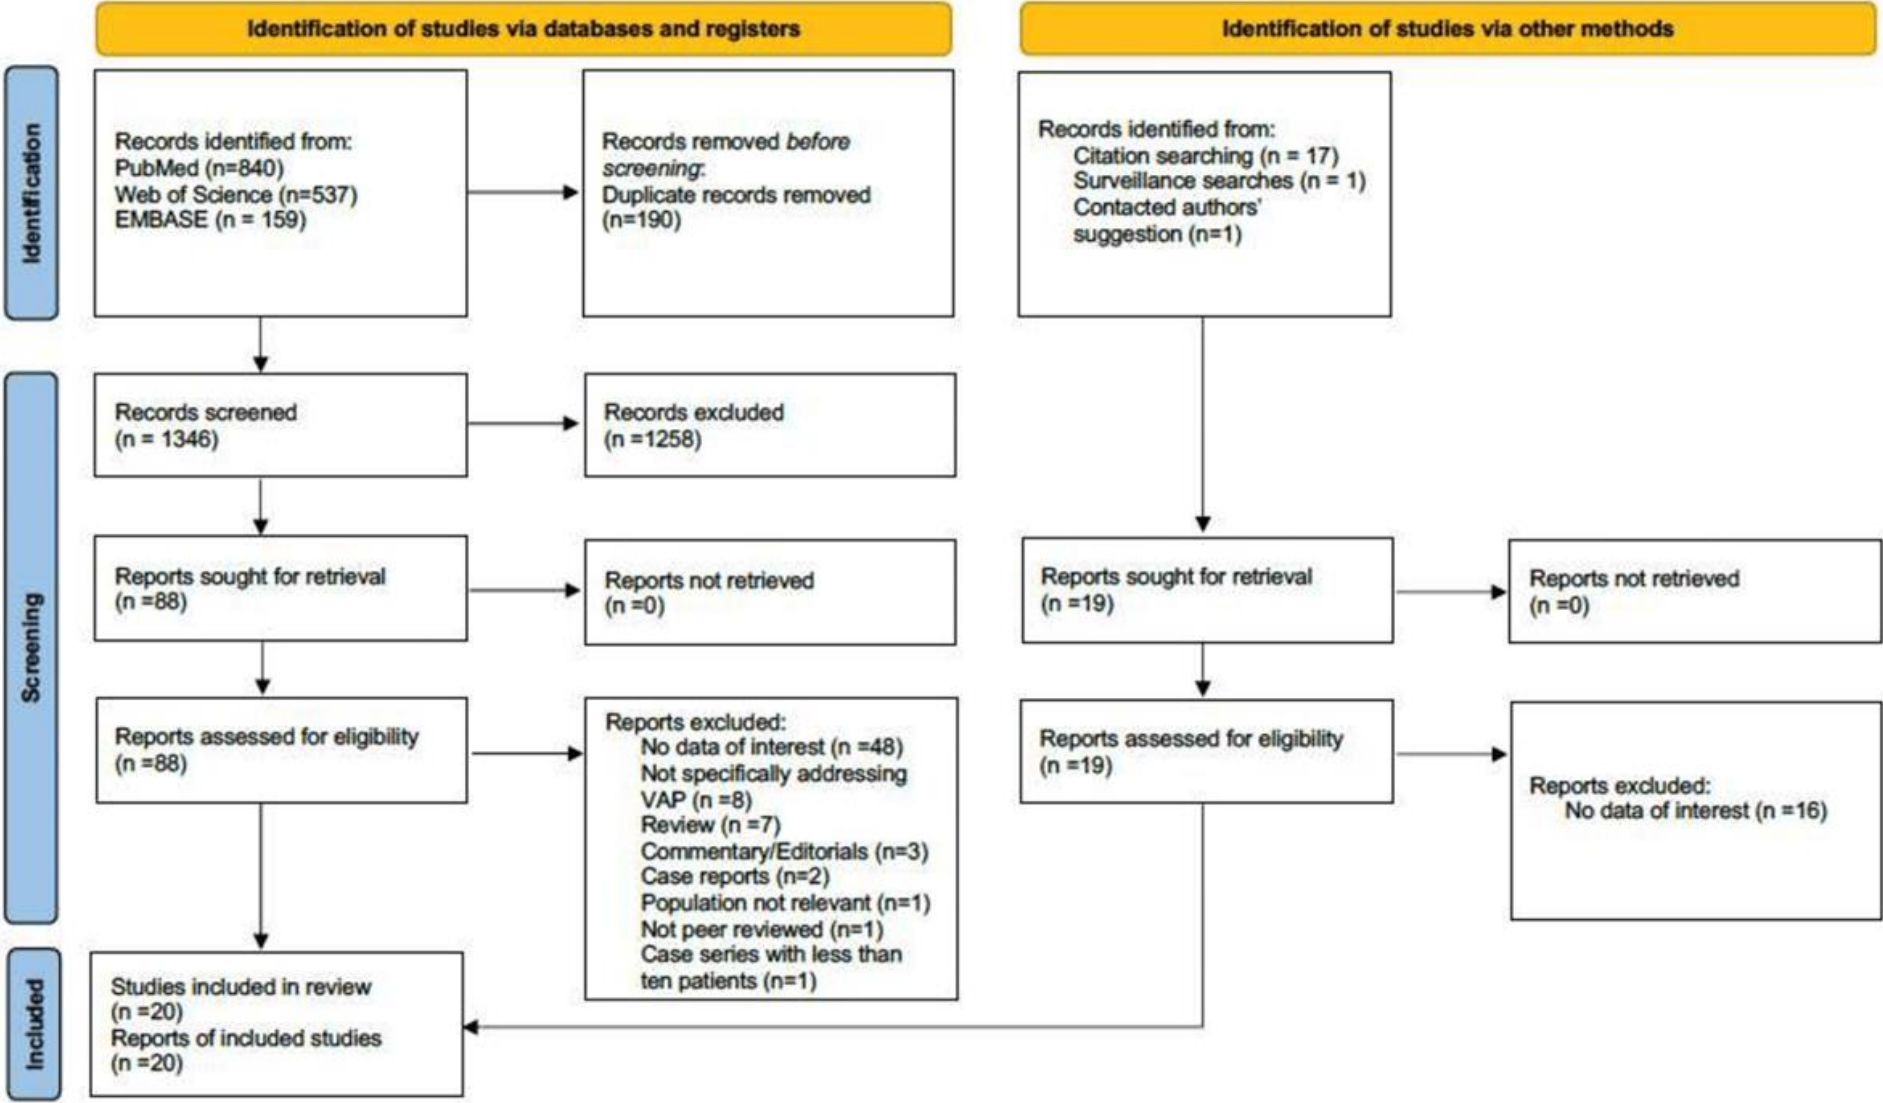 Identification of studies via databases and registers
Identification of studies via other methods
Identification
Records identified from:
PubMed (n=840)
Web of Science (n=537)
EMBASE (n = 159)
Records removed before
screening:
Duplicate records removed
(n=190)
Records identified from:
Citation searching (n = 17)
Surveillance searches (n = 1)
Contacted authors'
suggestion (n=1)
Screening
Records screened
(n = 1346)
Records excluded
(n =1258)
Reports sought for retrieval
(n =88)
Reports not retrieved
(n =0)
Reports sought for retrieval
(n =19)
Reports not retrieved
(n =0)
Reports assessed for eligibility
(n =88)
Reports excluded:
No data of interest (n =48)
Not specifically addressing
VAP (n =8)
Review (n =7)
Commentary/Editorials (n=3)
Case reports (n=2)
Population not relevant (n=1)
Not peer reviewed (n=1)
Case series with less than
ten patients (n=1)
Reports assessed for eligibility
(n =19)
Reports excluded:
No data of interest (n =16)
Included
Studies included in review
(n =20)
Reports of included studies
(n =20)